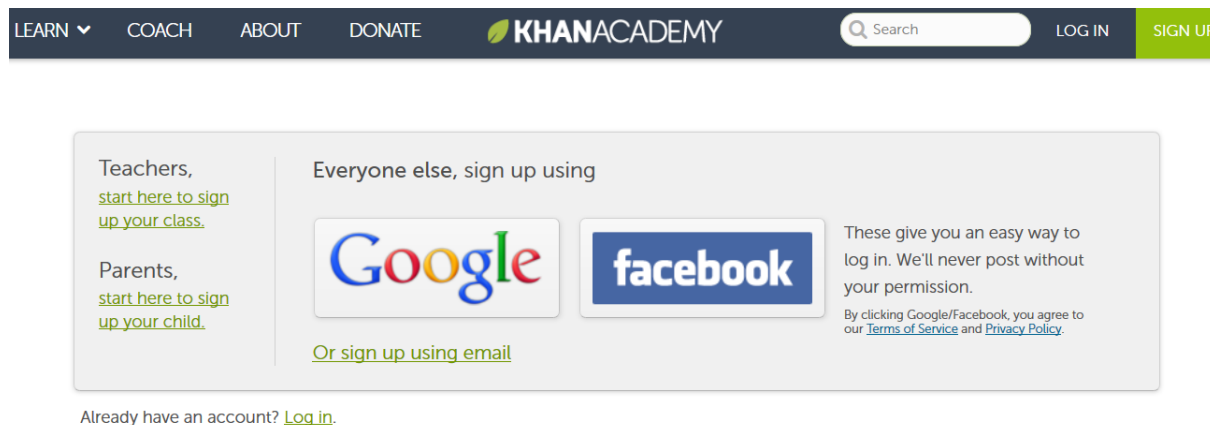 LEARN COACH ABOUT DONATE KHANACADEMY Search LOG IN SIGN UP
Teachers,
start here to sign
up your class.
Parents,
start here to sign
up your child.
Everyone else, sign up using
Google facebook
These give you an easy way to
log in. We'll never post without
your permission.
By clicking Google/Facebook, you agree to
our Terms of Service and Privacy Policy.
Or sign up using email
Already have an account? Log in.